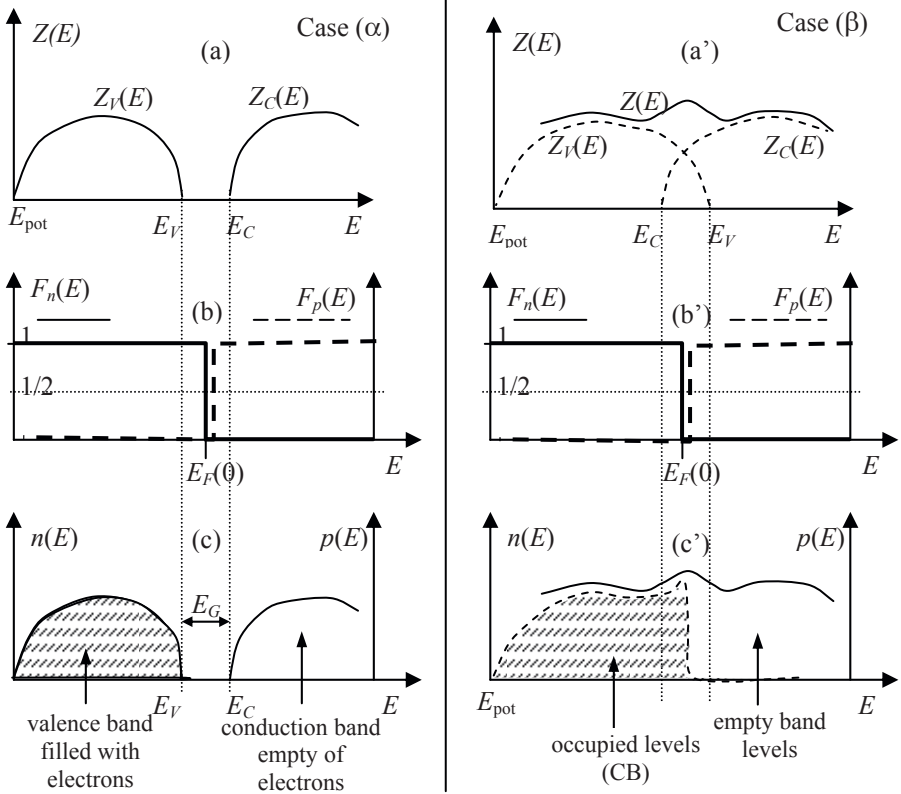 Case (α)
Z(E)
(a)
Z_V(E)
Z_C(E)
E_pot
E_V
E_C
E
F_n(E)
(b)
F_p(E)
1
1/2
E_F(0)
E
n(E)
(c)
p(E)
E_G
E_V
E_C
E
valence band
filled with
electrons
conduction band
empty of
electrons
Case (β)
Z(E)
(a’)
Z(E)
Z_V(E)
Z_C(E)
E_pot
E_C
E_V
E
F_n(E)
(b’)
F_p(E)
1
1/2
E_F(0)
E
n(E)
(c’)
p(E)
E_pot
E
occupied levels
(CB)
empty band
levels